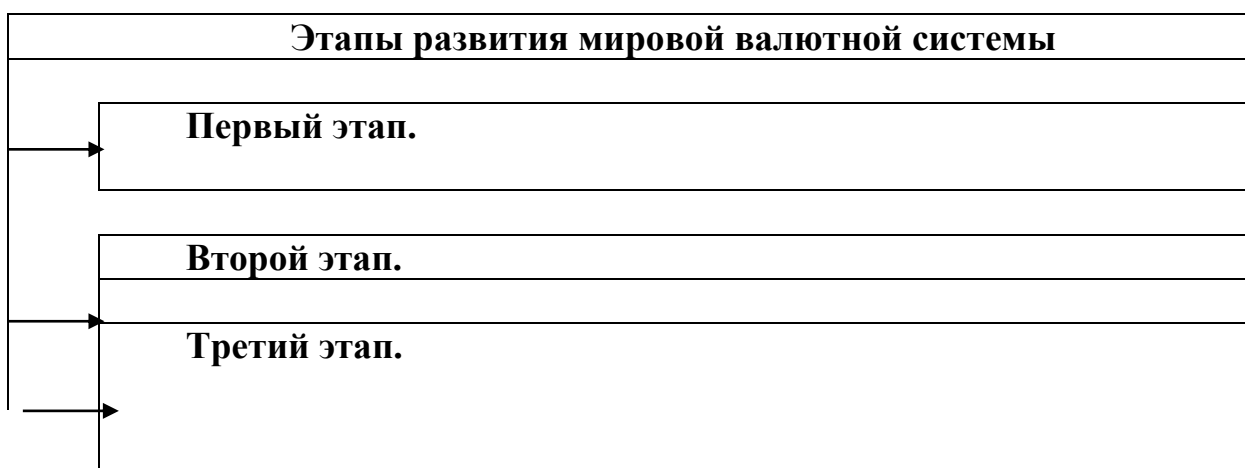 Этапы развития мировой валютной системы
Первый этап.
Второй этап.
Третий этап.